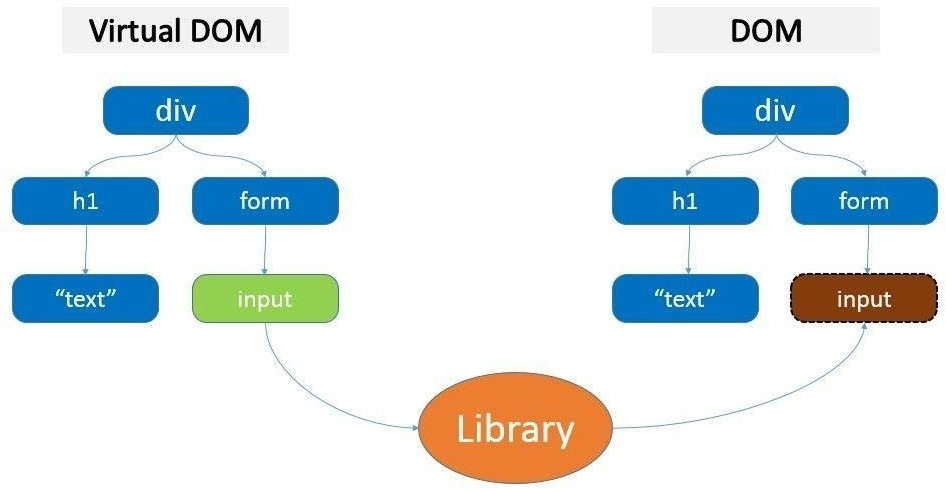 Virtual DOM
DOM
div
div
h1
form
h1
form
“text”
input
“text”
input
Library